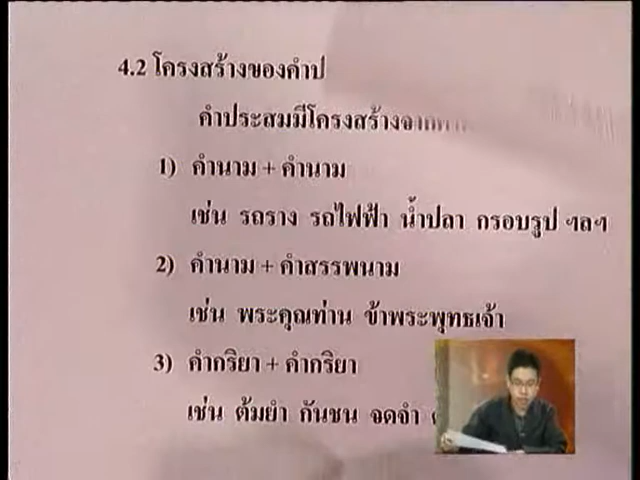 4.2 โครงสร้างของคำป
คำประสมมีโครงสร้าง
1) คำนาม + คำนาม
เช่น รถราง รถไฟฟ้า น้ำปลา กรอบรูป ฯลฯ
2) คำนาม + คำสรรพนาม
เช่น พระคุณท่าน ข้าพระพุทธเจ้า
3) คำกริยา + คำกริยา
เช่น ต้มยำ กันชน จดจำ